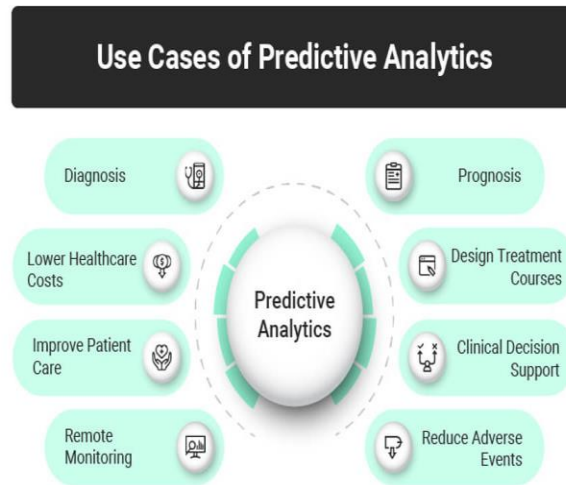 Use Cases of Predictive Analytics
Diagnosis
Prognosis
Lower Healthcare
Costs
Design Treatment
Courses
Predictive
Analytics
Improve Patient
Care
Clinical Decision
Support
Remote
Monitoring
Reduce Adverse
Events